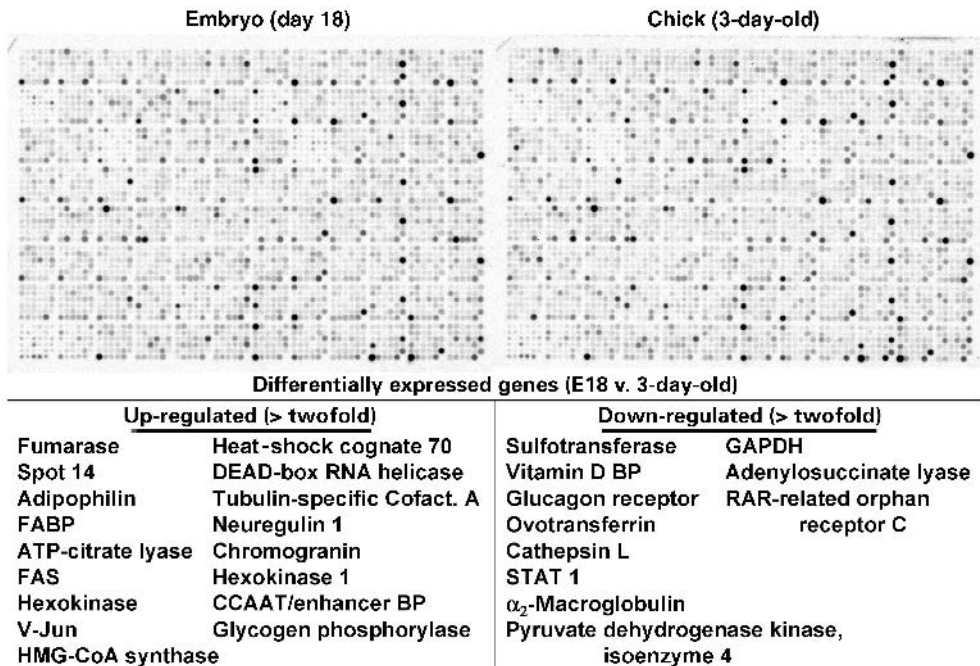 Embryo (day 18)
Chick (3-day-old)
Differentially expressed genes (E18 v. 3-day-old)
Up-regulated (> twofold)
Fumarase
Spot 14
Adipophilin
FABP
ATP-citrate lyase
FAS
Hexokinase
V-Jun
HMG-CoA synthase
Heat-shock cognate 70
DEAD-box RNA helicase
Tubulin-specific Cofact. A
Neuregulin 1
Chromogranin
Hexokinase 1
CCAAT/enhancer BP
Glycogen phosphorylase
Down-regulated (> twofold)
Sulfotransferase
Vitamin D BP
Glucagon receptor
Ovotransferrin
Cathepsin L
STAT 1
α₂-Macroglobulin
Pyruvate dehydrogenase kinase,
isoenzyme 4
GAPDH
Adenylosuccinate lyase
RAR-related orphan
receptor C